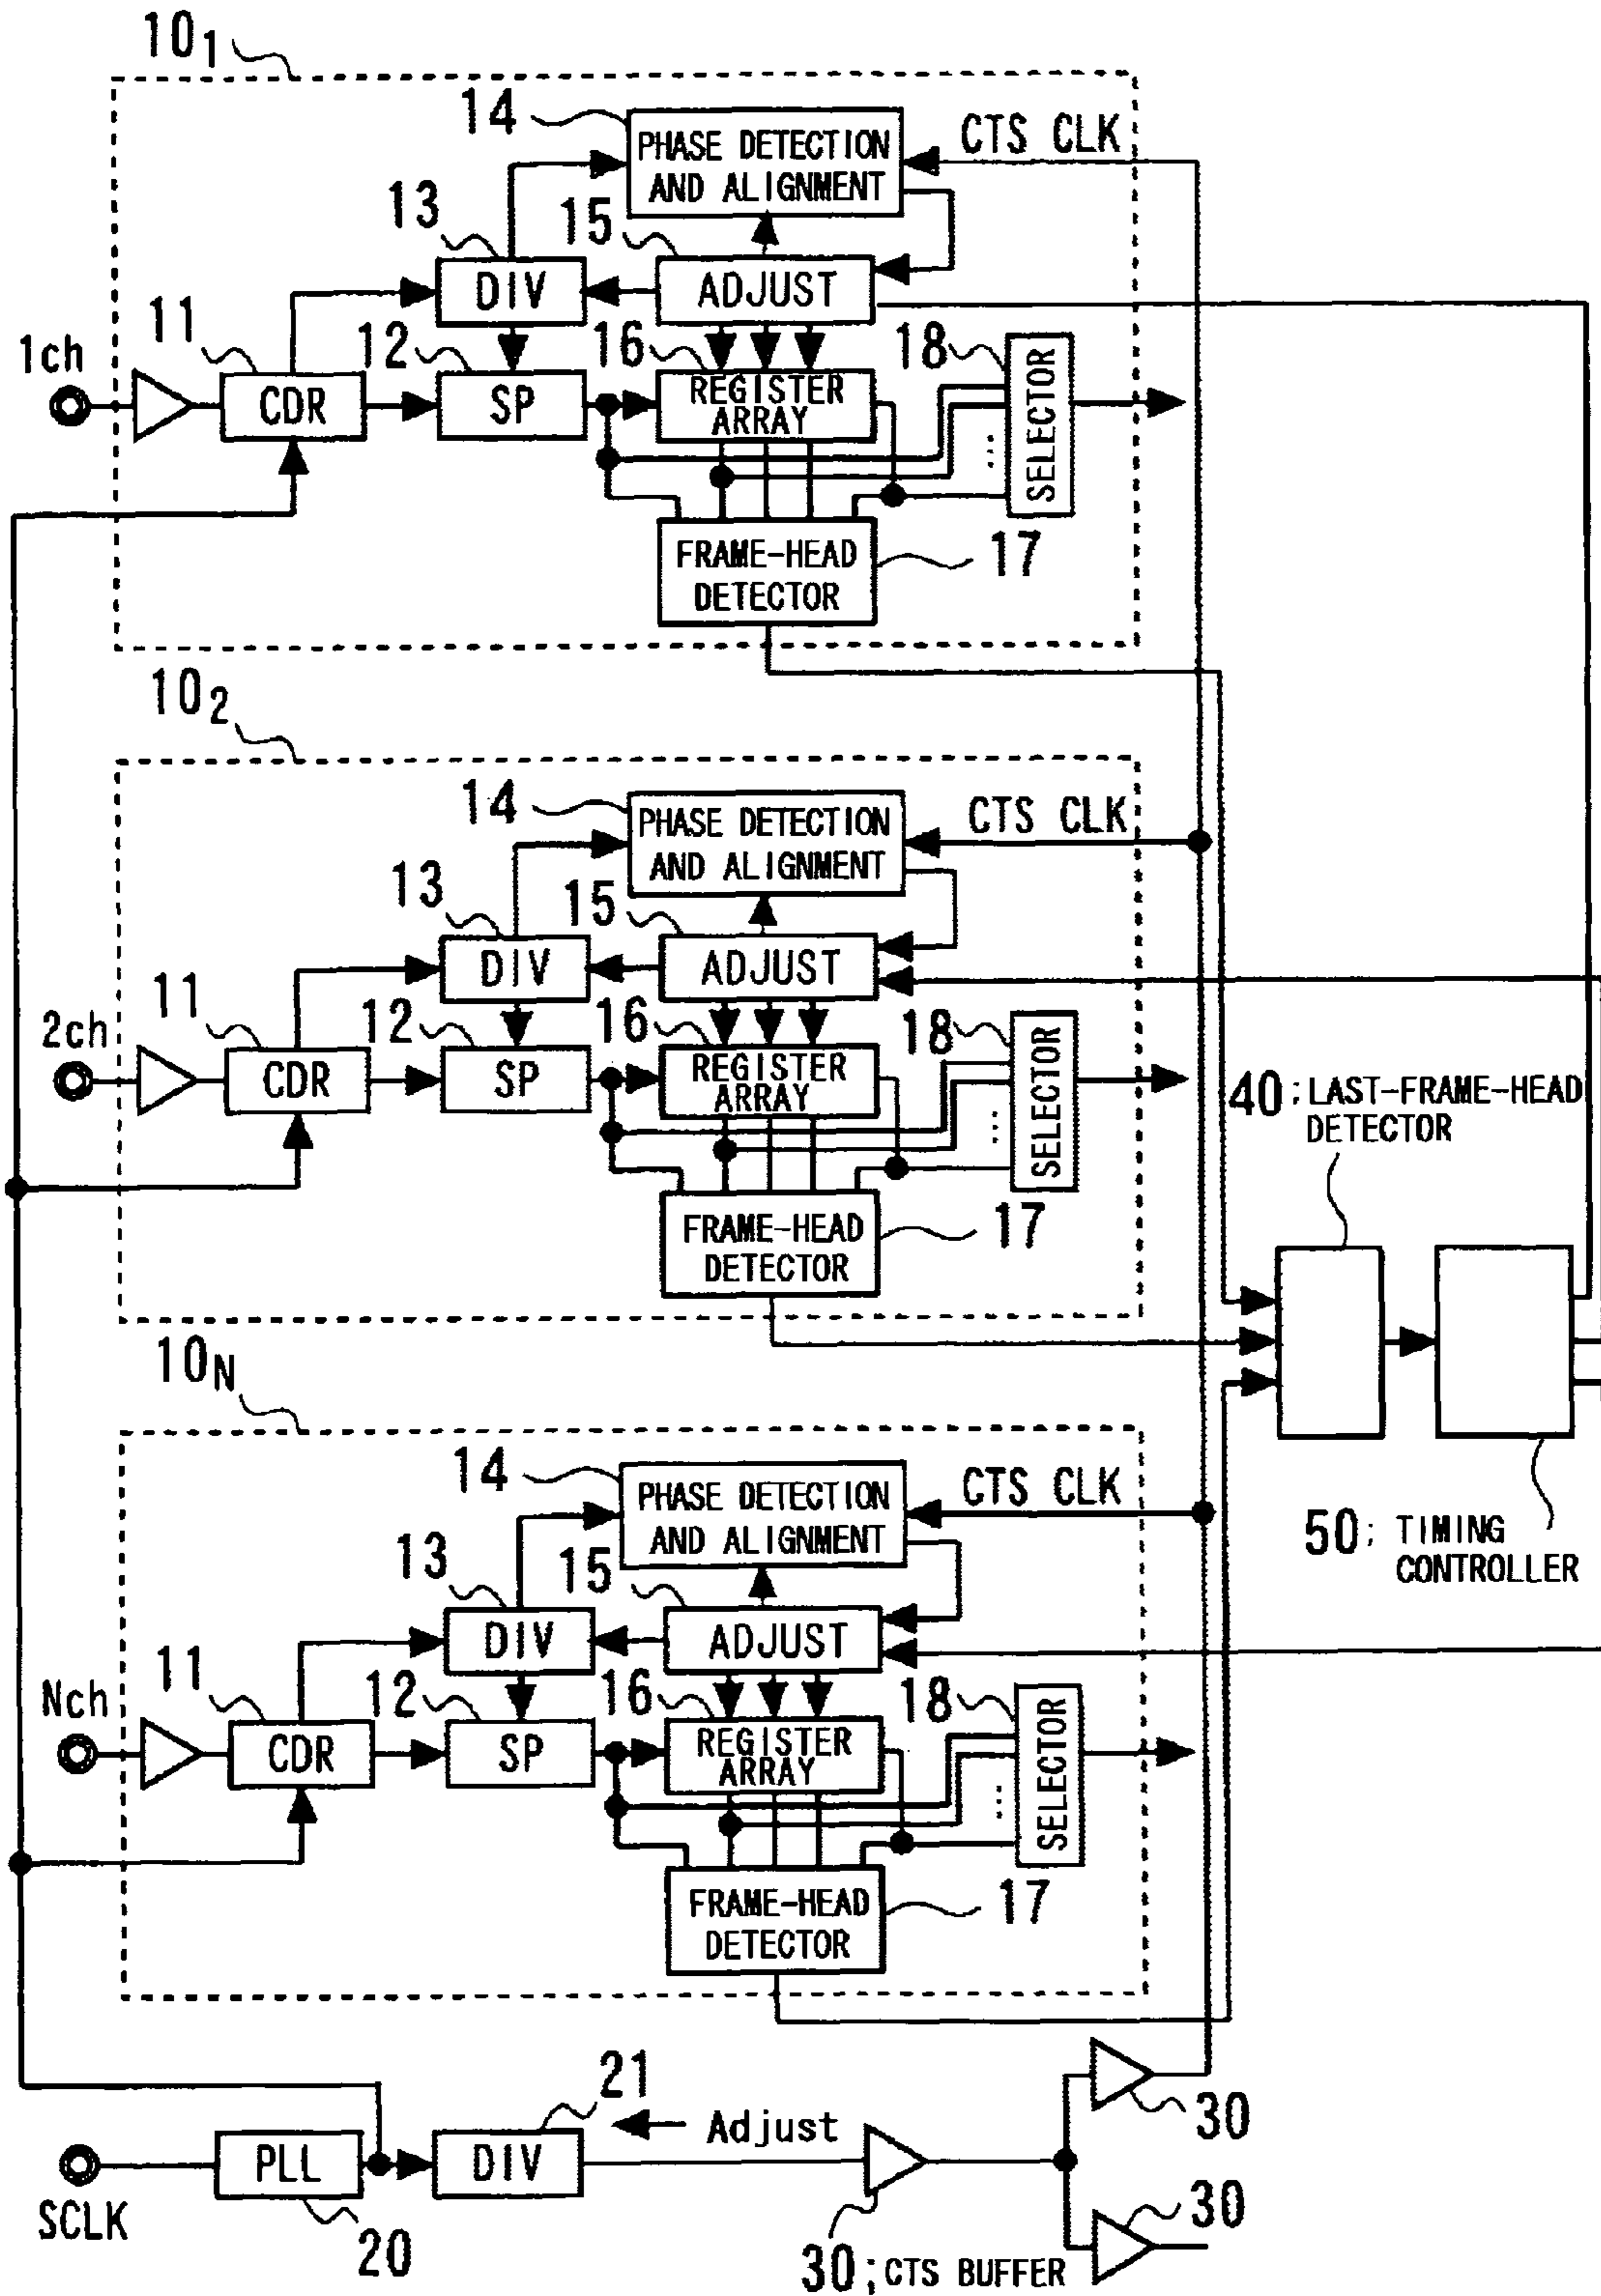 10₁
14
PHASE DETECTION
AND ALIGNMENT
CTS CLK
13
15
DIV
ADJUST
1ch
11
12
16
18
CDR
SP
REGISTER
ARRAY
...
SELECTOR
FRAME-HEAD
DETECTOR
17
10₂
14
PHASE DETECTION
AND ALIGNMENT
CTS CLK
13
15
DIV
ADJUST
2ch
11
12
16
18
CDR
SP
REGISTER
ARRAY
...
SELECTOR
FRAME-HEAD
DETECTOR
17
40; LAST-FRAME-HEAD
DETECTOR
50; TIMING
CONTROLLER
10N
14
PHASE DETECTION
AND ALIGNMENT
CTS CLK
13
15
DIV
ADJUST
Nch
11
12
16
18
CDR
SP
REGISTER
ARRAY
...
SELECTOR
FRAME-HEAD
DETECTOR
17
21
Adjust
30
SCLK
PLL
DIV
20
30; CTS BUFFER
30